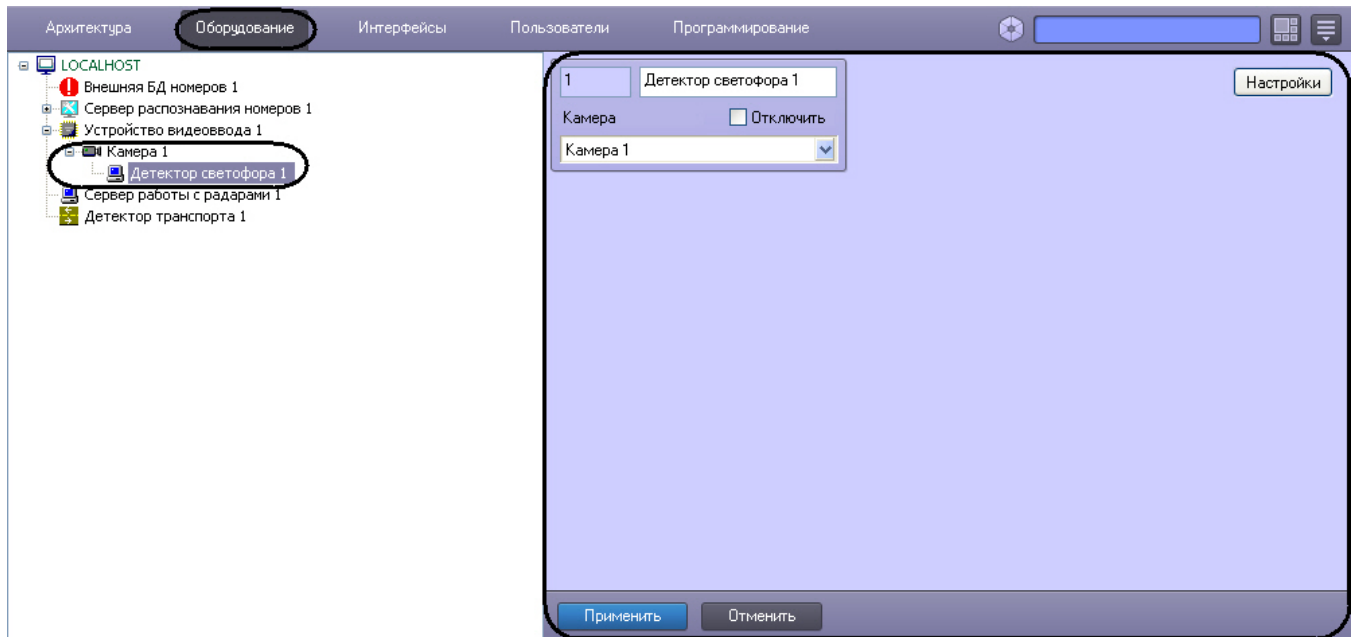 Архитектура Оборудование Интерфейсы Пользователи Программирование
LOCALHOST
Внешняя БД номеров 1
Сервер распознавания номеров 1
Устройство видеоввода 1
Камера 1
Детектор светофора 1
Сервер работы с радарами 1
Детектор транспорта 1
1 Детектор светофора 1
Настройки
Камера Отключить
Камера 1
Применить Отменить